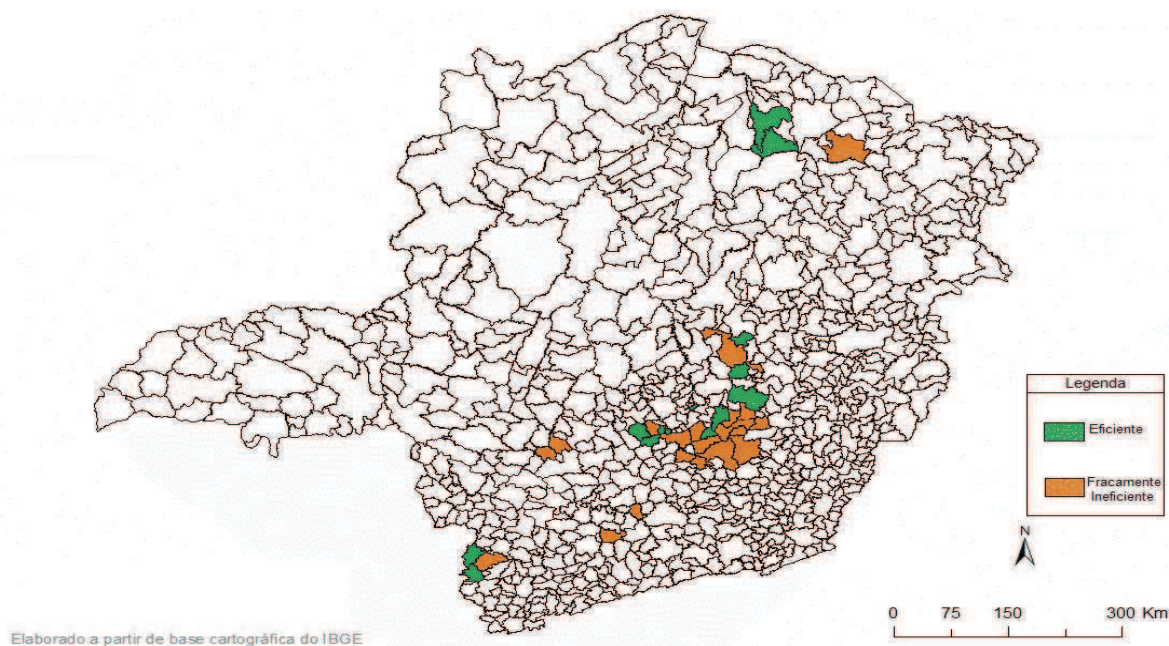 Legenda
Eficiente
Fracamente
Ineficiente
N
0 75 150 300 Km
Elaborado a partir de base cartográfica do IBGE